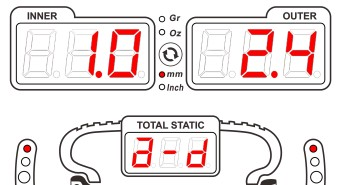 INNER
OUTER
Gr
Oz
mm
Inch
1.0
2.4
TOTAL STATIC
a-d